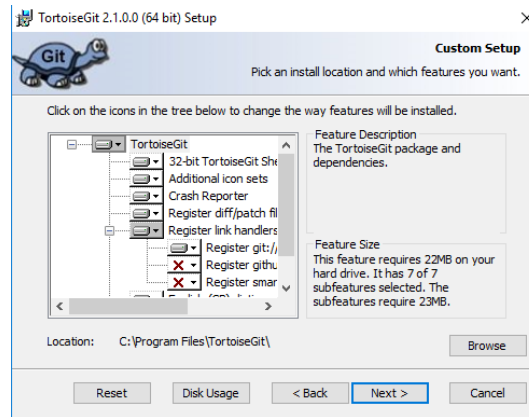 TortoiseGit 2.1.0.0 (64 bit) Setup
Git
Custom Setup
Pick an install location and which features you want.
Click on the icons in the tree below to change the way features will be installed.
TortoiseGit
32-bit TortoiseGit She
Additional icon sets
Crash Reporter
Register diff/patch fil
Register link handlers
Register git://
Register githu
Register smar
Feature Description
The TortoiseGit package and
dependencies.
Feature Size
This feature requires 22MB on your
hard drive. It has 7 of 7
subfeatures selected. The
subfeatures require 23MB.
Location: C:\Program Files\TortoiseGit\
Browse
Reset
Disk Usage
< Back
Next >
Cancel